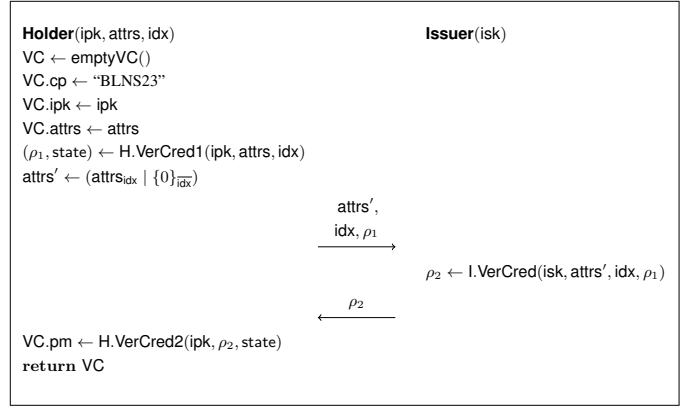 Holder(ipk, attrs, idx) Issuer(isk)
VC ← emptyVC()
VC.cp ← “BLNS23”
VC.ipk ← ipk
VC.attrs ← attrs
(ρ₁, state) ← H.VerCred1(ipk, attrs, idx)
attrs′ ← (attrs_idx | {0}_\overline{idx})
attrs′,
idx, ρ₁
ρ₂ ← I.VerCred(isk, attrs′, idx, ρ₁)
ρ₂
VC.pm ← H.VerCred2(ipk, ρ₂, state)
return VC